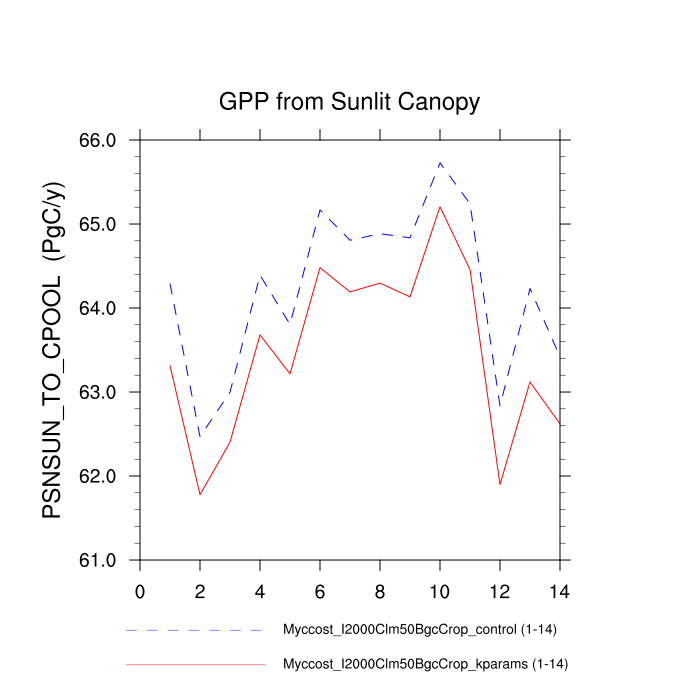 GPP from Sunlit Canopy
PSNSUN_TO_CPOOL (PgC/y)
66.0
65.0
64.0
63.0
62.0
61.0
0 2 4 6 8 10 12 14
Myccost_I2000Clm50BgcCrop_control (1-14)
Myccost_I2000Clm50BgcCrop_kparams (1-14)